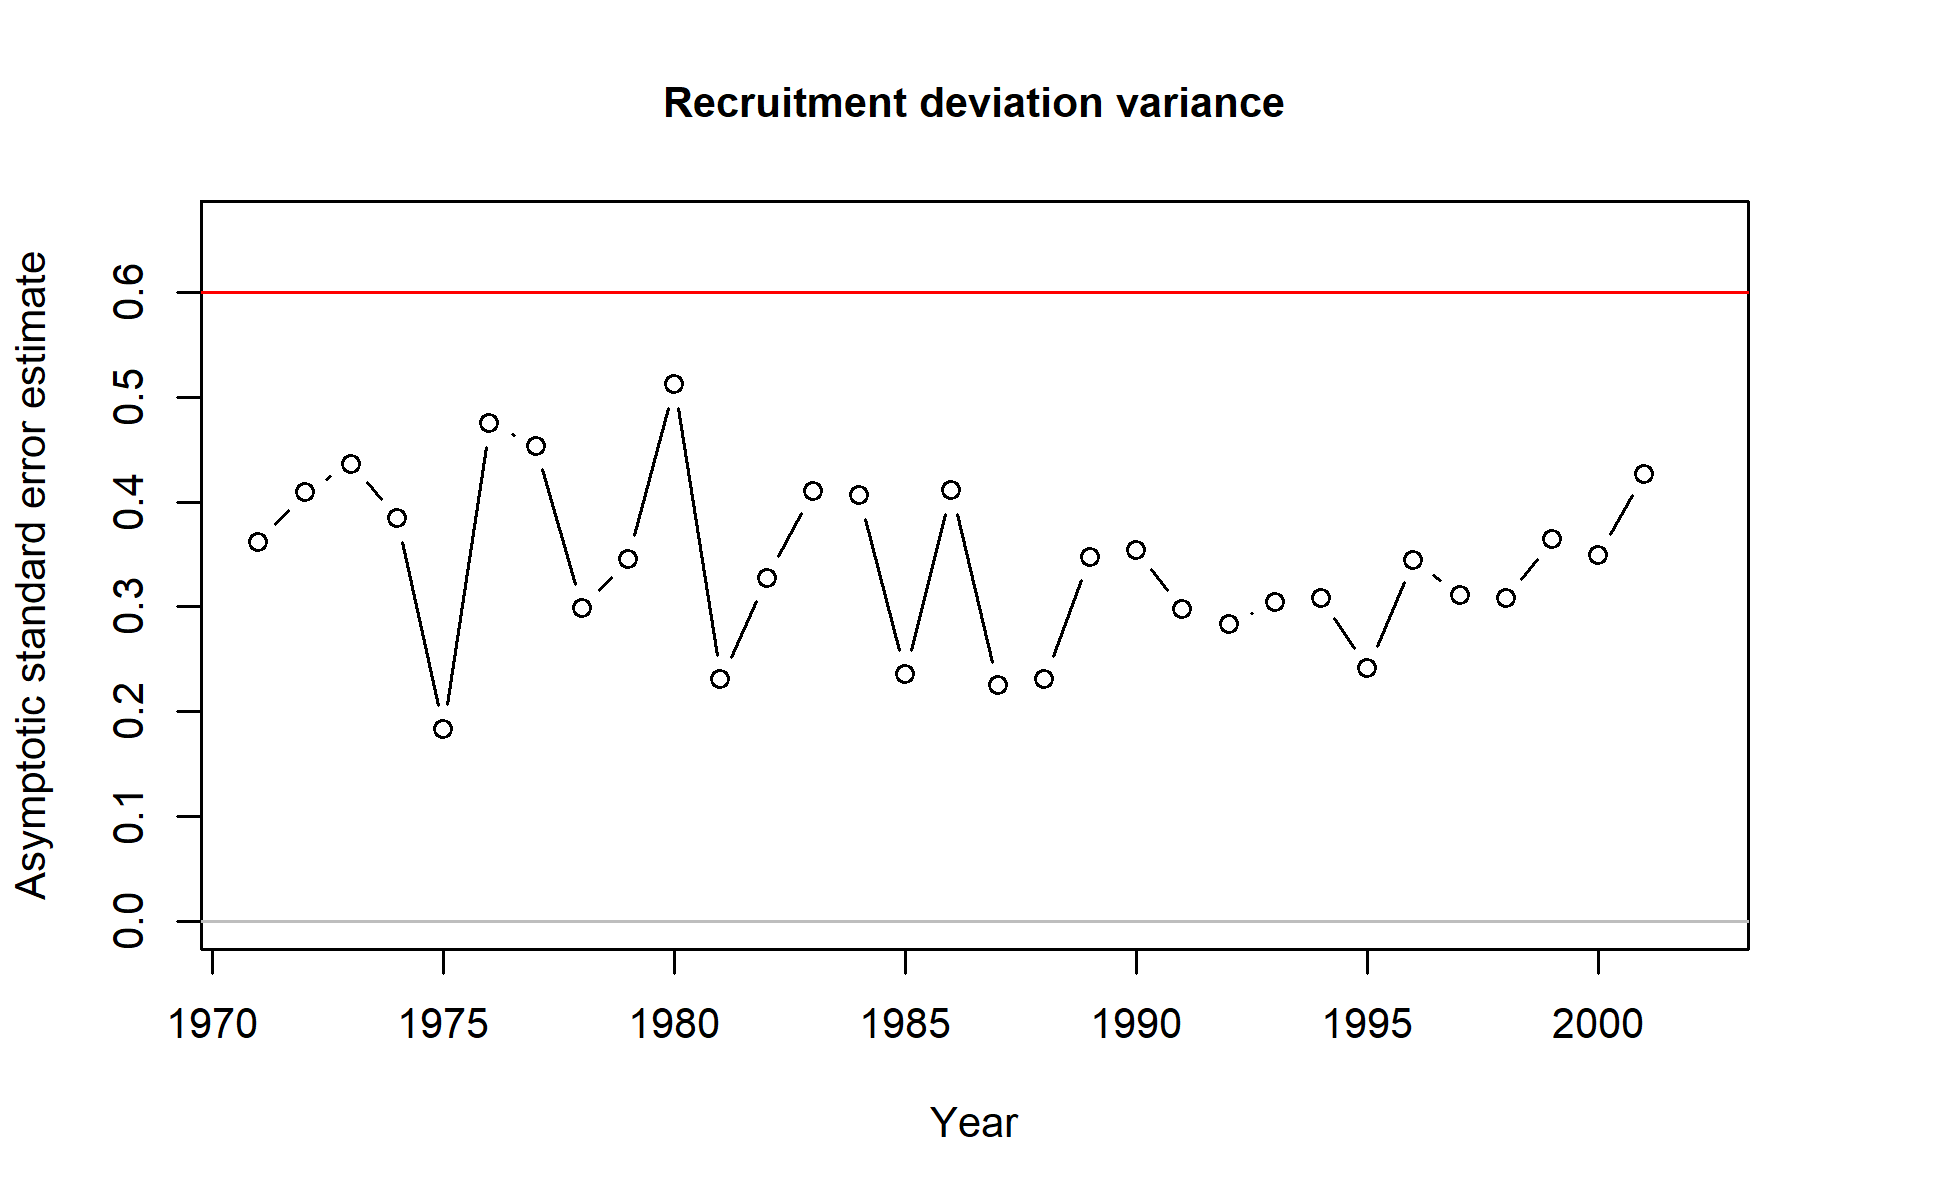 Recruitment deviation variance
Asymptotic standard error estimate
0.6
0.5
0.4
0.3
0.2
0.1
0.0
1970 1975 1980 1985 1990 1995 2000
Year